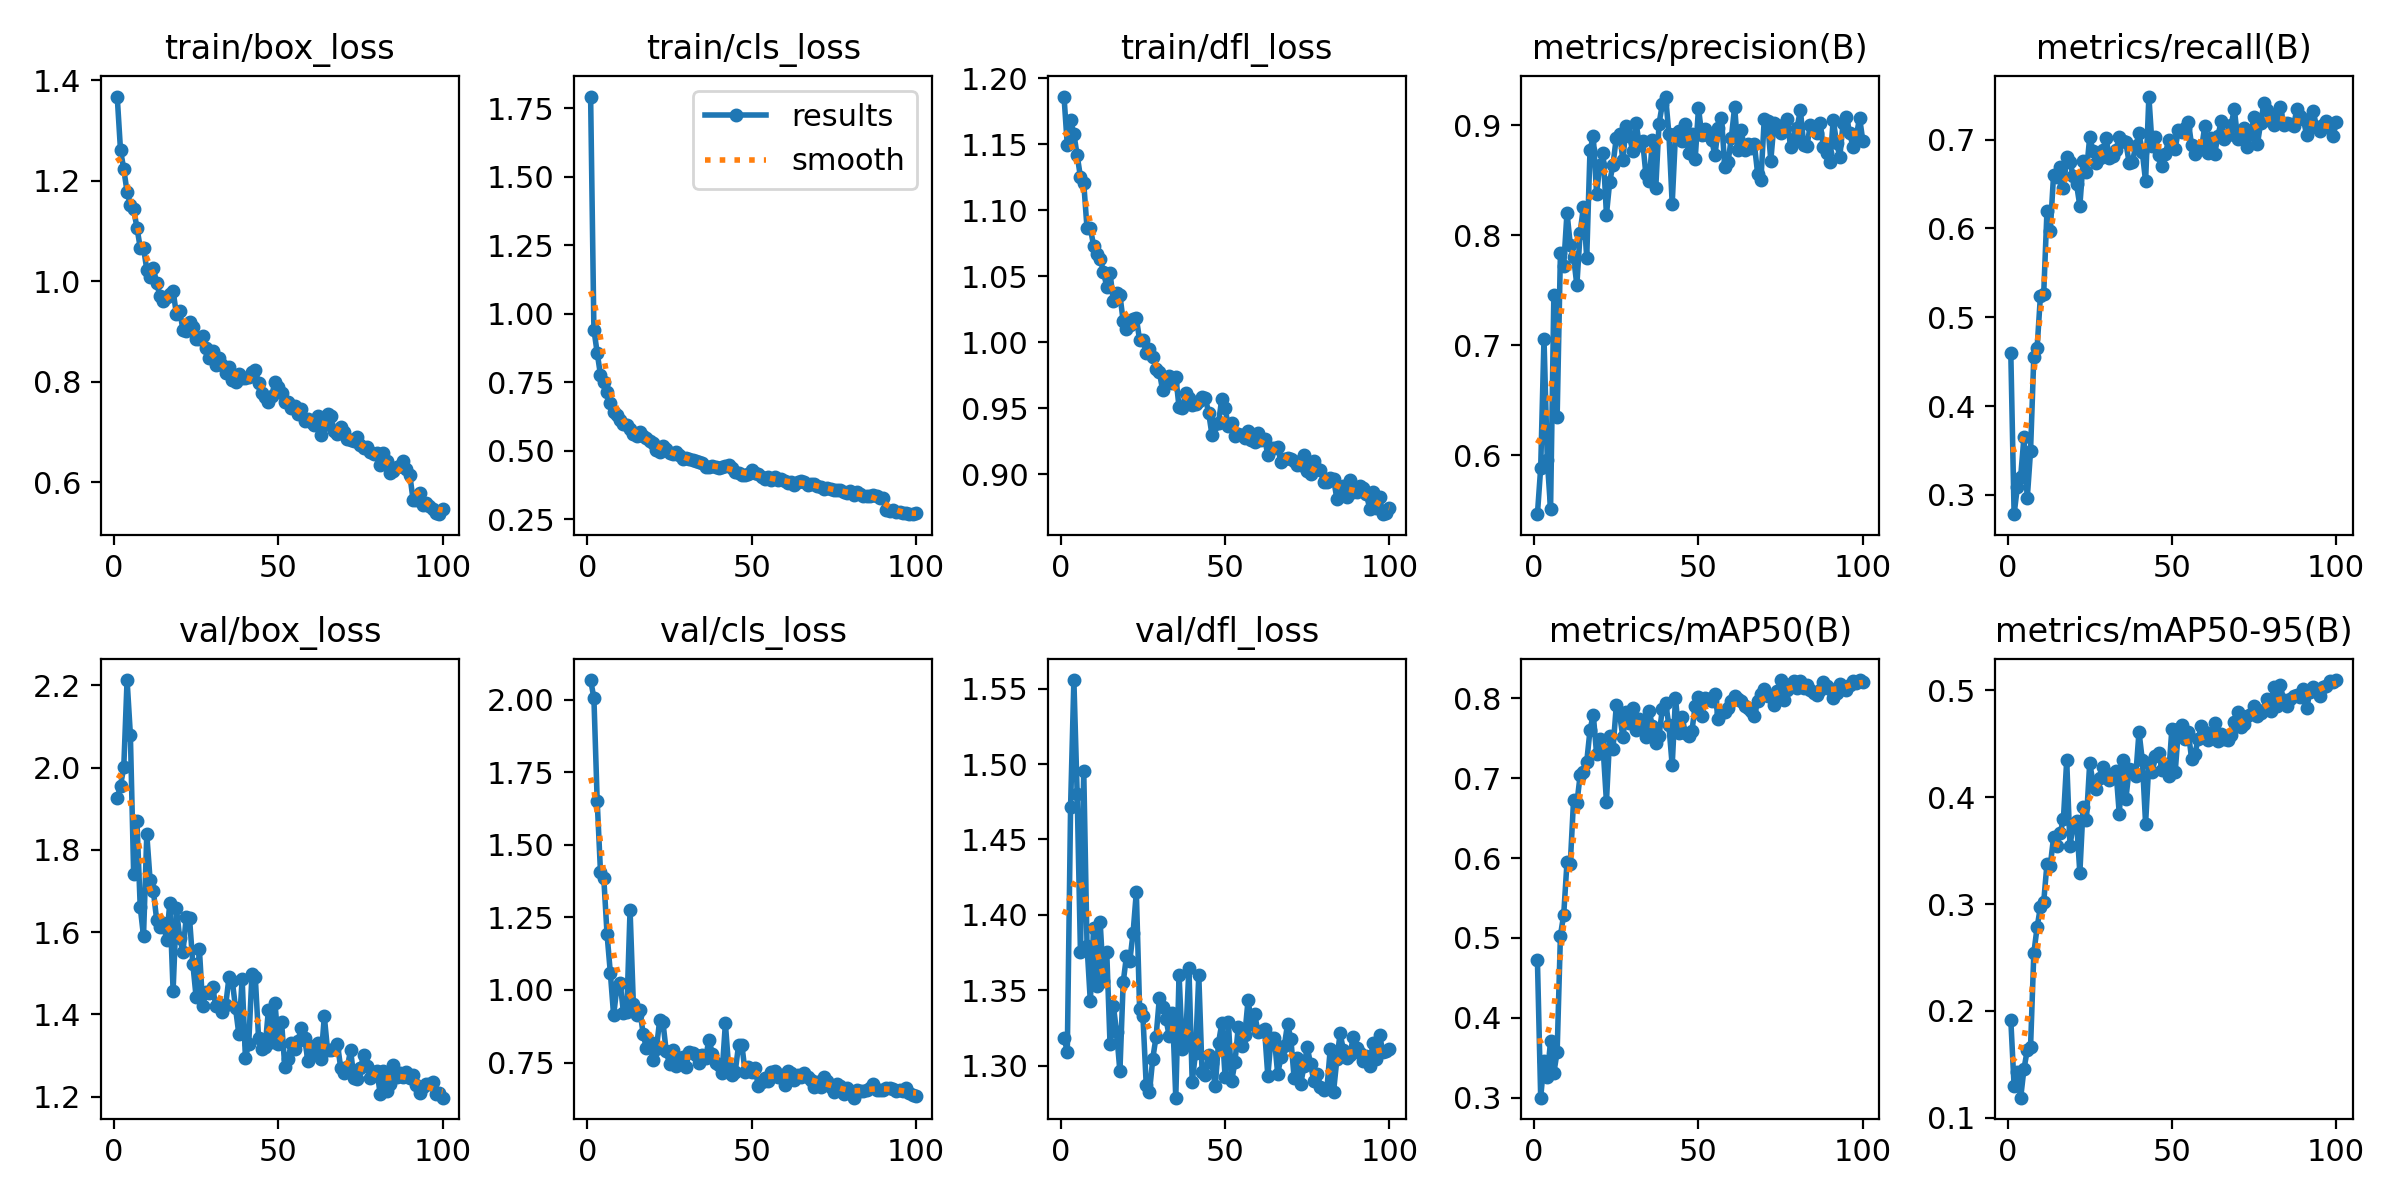 train/box_loss
1.4
1.2
1.0
0.8
0.6
0 50 100
train/cls_loss
results
smooth
1.75
1.50
1.25
1.00
0.75
0.50
0.25
0 50 100
train/dfl_loss
1.20
1.15
1.10
1.05
1.00
0.95
0.90
0 50 100
metrics/precision(B)
0.9
0.8
0.7
0.6
0 50 100
metrics/recall(B)
0.7
0.6
0.5
0.4
0.3
0 50 100
val/box_loss
2.2
2.0
1.8
1.6
1.4
1.2
0 50 100
val/cls_loss
2.00
1.75
1.50
1.25
1.00
0.75
0 50 100
val/dfl_loss
1.55
1.50
1.45
1.40
1.35
1.30
0 50 100
metrics/mAP50(B)
0.8
0.7
0.6
0.5
0.4
0.3
0 50 100
metrics/mAP50-95(B)
0.5
0.4
0.3
0.2
0.1
0 50 100